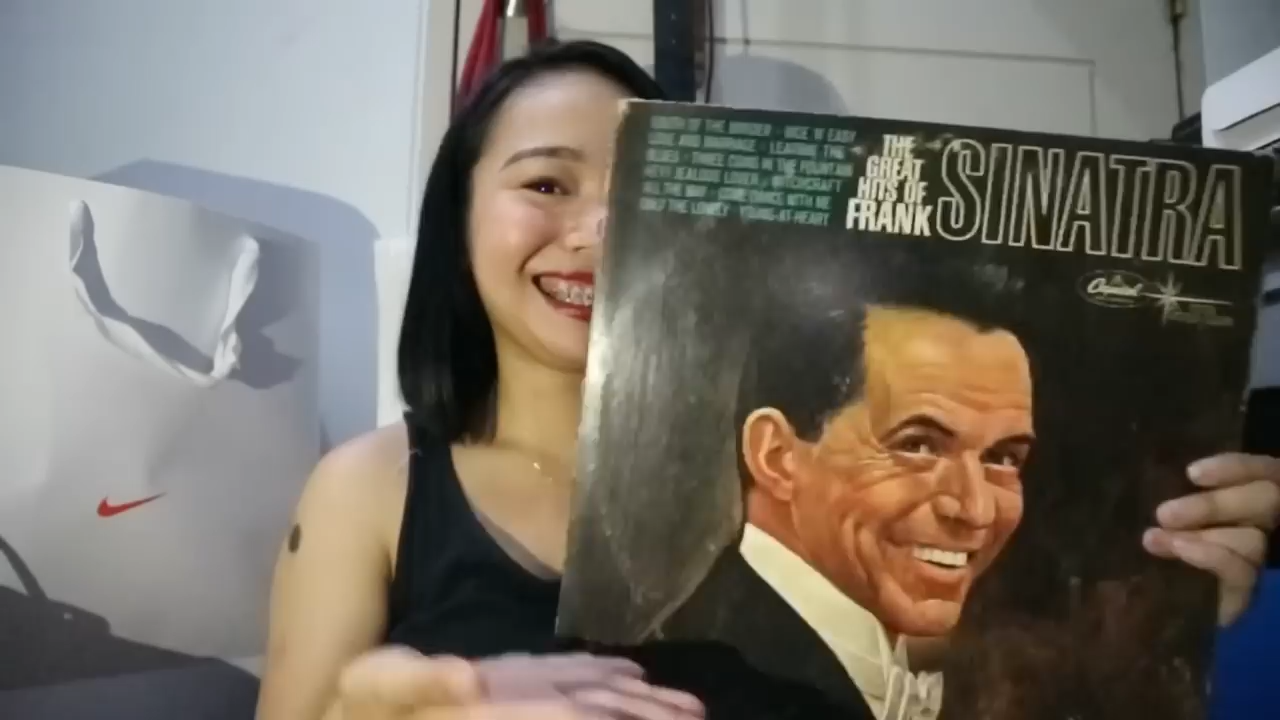 SOUTH OF THE BORDER · NICE 'N' EASY
LOVE AND MARRIAGE · LEARNIN' THE
BLUES · THREE COINS IN THE FOUNTAIN
HEY! JEALOUS LOVER · WITCHCRAFT
ALL THE WAY · COME DANCE WITH ME
ONLY THE LONELY · YOUNG-AT-HEART
THE
GREAT
HITS OF
FRANK
SINATRA
Capitol